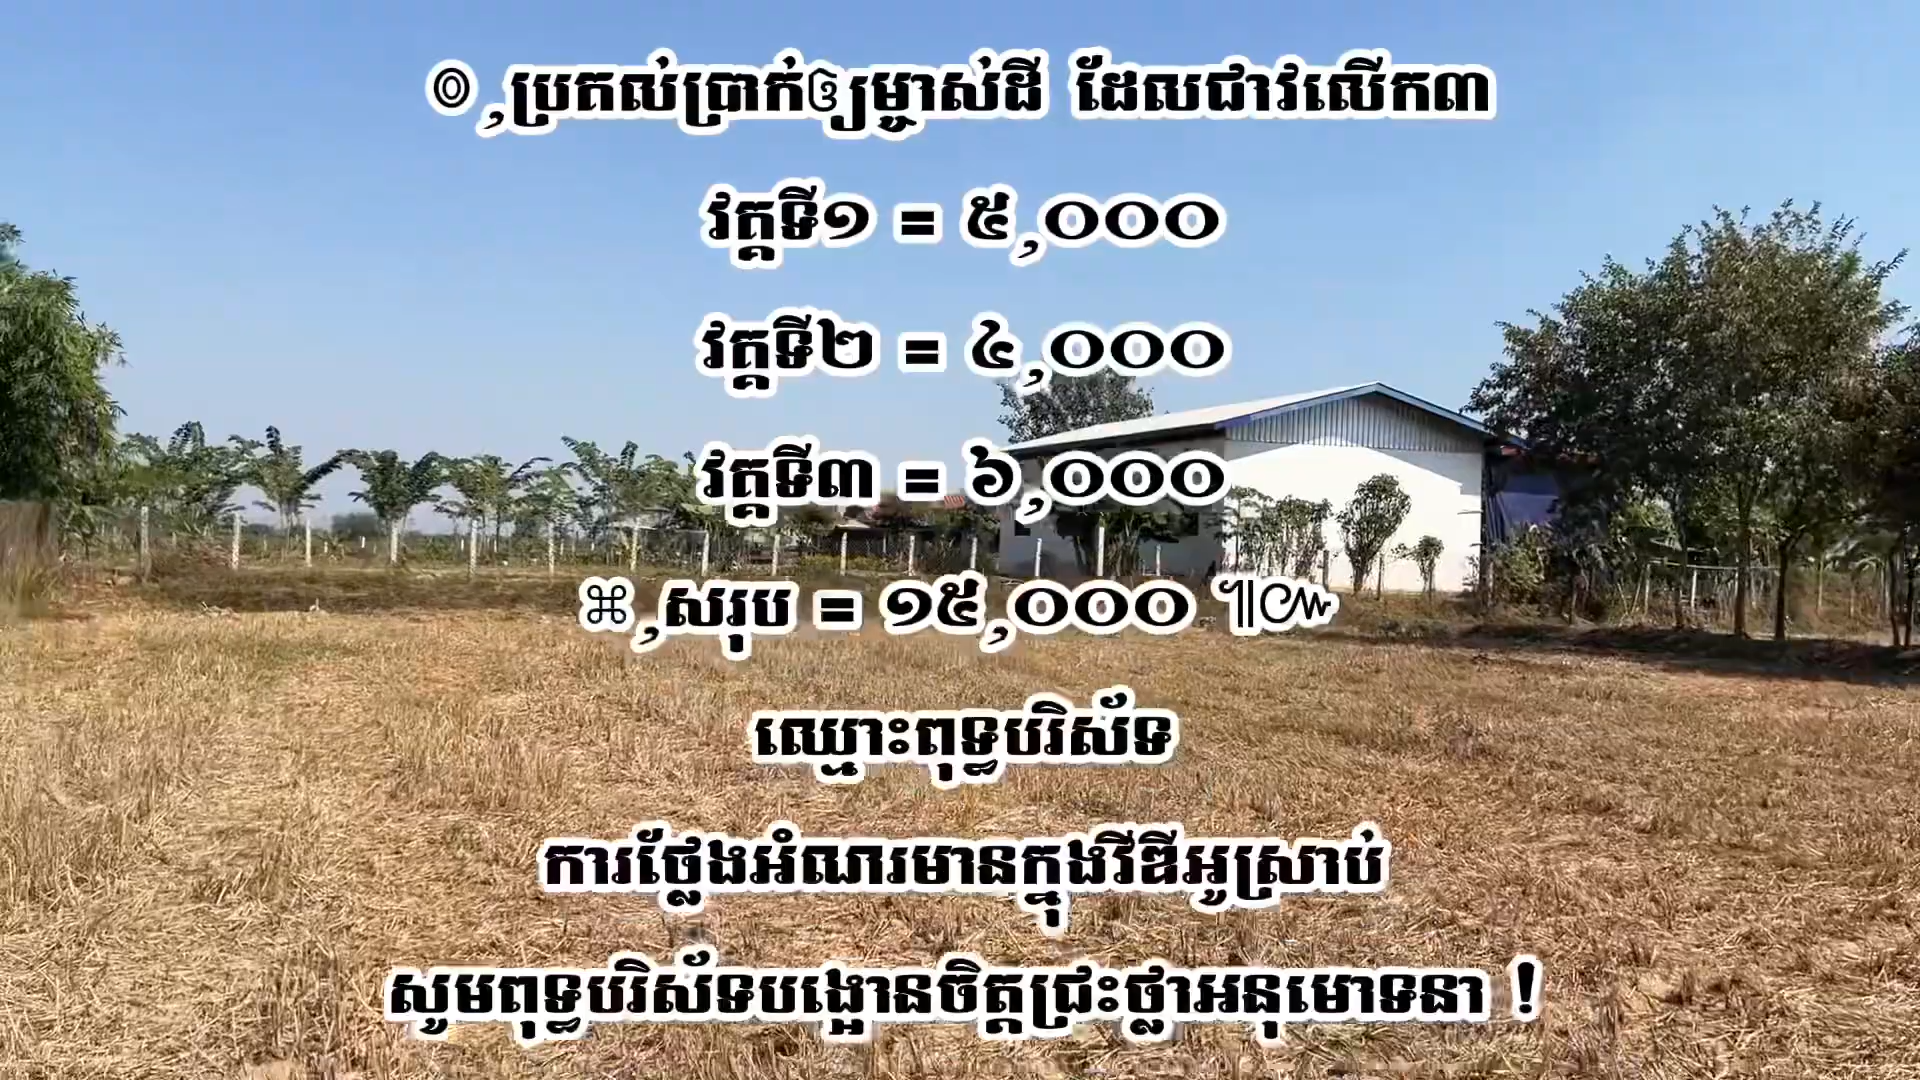 ៙,ប្រគល់ប្រាក់ឲ្យម្ចាស់ដី ដែលជាវលើក៣
វគ្គទី១ = ៥,០០០
វគ្គទី២ = ៤,០០០
វគ្គទី៣ = ៦,០០០
⌘,សរុប = ១៥,០០០ ៕
ឈ្មោះពុទ្ធបរិស័ទ
ការថ្លែងអំណរមានក្នុងវីឌីអូស្រាប់
សូមពុទ្ធបរិស័ទបង្អោនចិត្តជ្រះថ្លាអនុមោទនា !